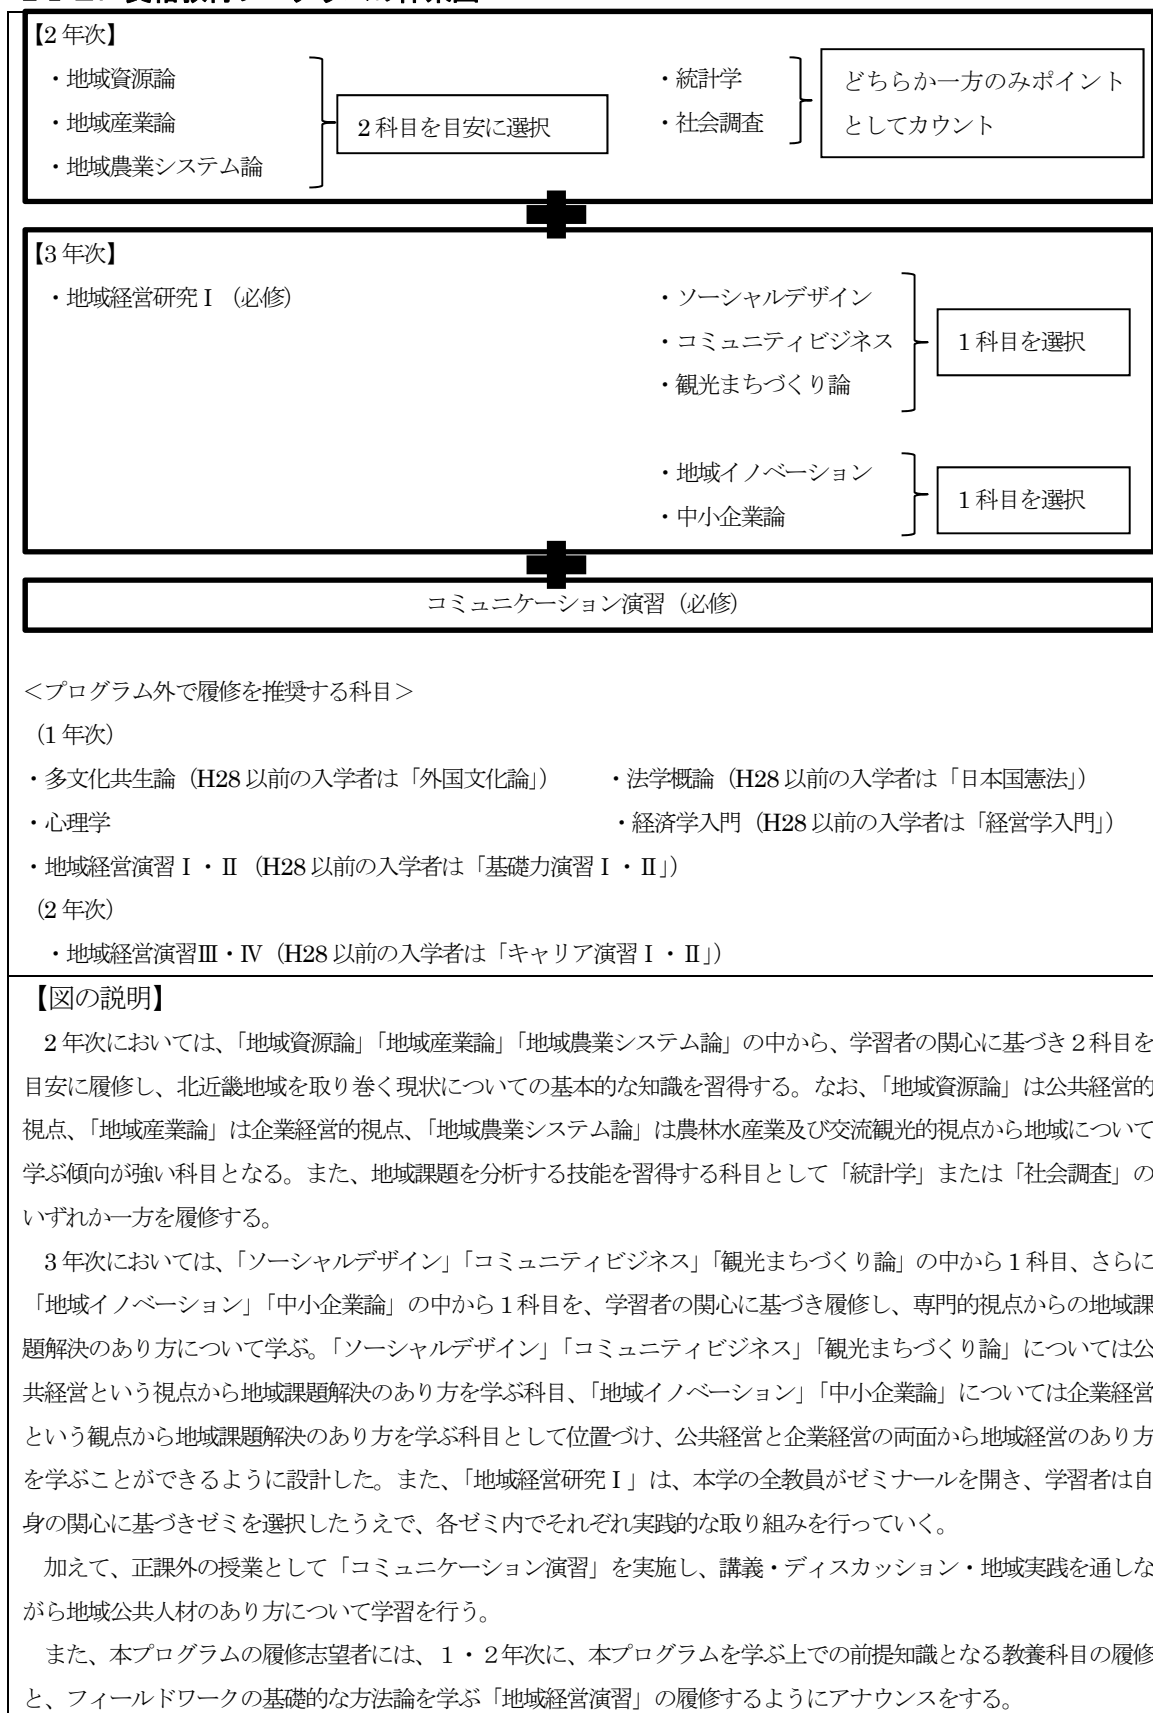 【2年次】
・地域資源論
・地域産業論
・地域農業システム論
2科目を目安に選択
・統計学
・社会調査
どちらか一方のみポイント
としてカウント
【3年次】
・地域経営研究Ⅰ（必修）
・ソーシャルデザイン
・コミュニティビジネス
・観光まちづくり論
1科目を選択
・地域イノベーション
・中小企業論
1科目を選択
コミュニケーション演習（必修）
＜プログラム外で履修を推奨する科目＞
（1年次）
・多文化共生論（H28以前の入学者は「外国文化論」） ・法学概論（H28以前の入学者は「日本国憲法」）
・心理学 ・経済学入門（H28以前の入学者は「経営学入門」）
・地域経営演習Ⅰ・Ⅱ（H28以前の入学者は「基礎力演習Ⅰ・Ⅱ」）
（2年次）
・地域経営演習Ⅲ・Ⅳ（H28以前の入学者は「キャリア演習Ⅰ・Ⅱ」）
【図の説明】
2年次においては、「地域資源論」「地域産業論」「地域農業システム論」の中から、学習者の関心に基づき2科目を
目安に履修し、北近畿地域を取り巻く現状についての基本的な知識を習得する。なお、「地域資源論」は公共経営的
視点、「地域産業論」は企業経営的視点、「地域農業システム論」は農林水産業及び交流観光的視点から地域について
学ぶ傾向が強い科目となる。また、地域課題を分析する技能を習得する科目として「統計学」または「社会調査」の
いずれか一方を履修する。
3年次においては、「ソーシャルデザイン」「コミュニティビジネス」「観光まちづくり論」の中から1科目、さらに
「地域イノベーション」「中小企業論」の中から1科目を、学習者の関心に基づき履修し、専門的視点からの地域課
題解決のあり方について学ぶ。「ソーシャルデザイン」「コミュニティビジネス」「観光まちづくり論」については公
共経営という視点から地域課題解決のあり方を学ぶ科目、「地域イノベーション」「中小企業論」については企業経営
という観点から地域課題解決のあり方を学ぶ科目として位置づけ、公共経営と企業経営の両面から地域経営のあり方
を学ぶことができるように設計した。また、「地域経営研究Ⅰ」は、本学の全教員がゼミナールを開き、学習者は自
身の関心に基づきゼミを選択したうえで、各ゼミ内でそれぞれ実践的な取り組みを行っていく。
加えて、正課外の授業として「コミュニケーション演習」を実施し、講義・ディスカッション・地域実践を通しな
がら地域公共人材のあり方について学習を行う。
また、本プログラムの履修志望者には、1・2年次に、本プログラムを学ぶ上での前提知識となる教養科目の履修
と、フィールドワークの基礎的な方法論を学ぶ「地域経営演習」の履修するようにアナウンスをする。